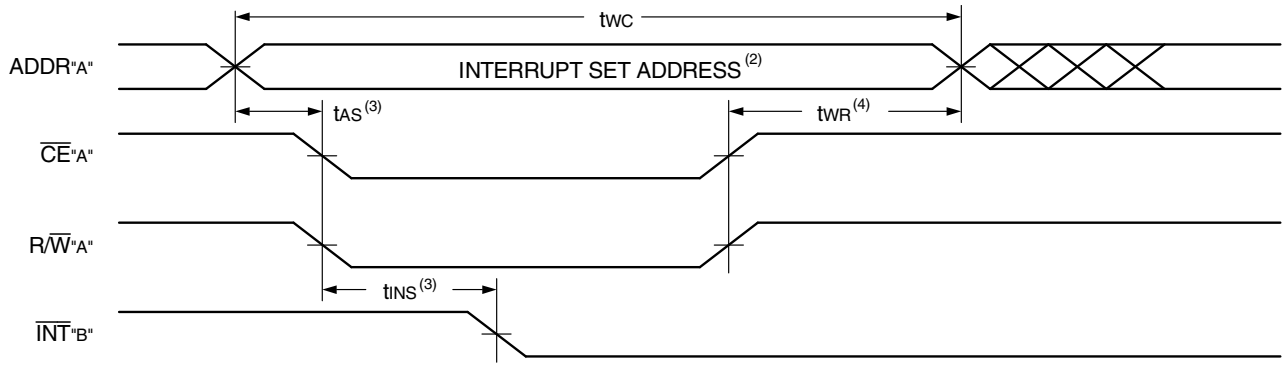 tWC
ADDR"A"
INTERRUPT SET ADDRESS(2)
tAS(3)
tWR(4)
CE"A"
R/W"A"
tINS(3)
INT"B"